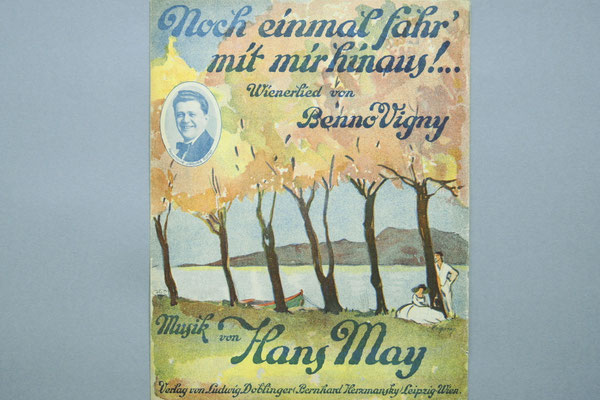 Noch einmal fahr'
mit mir hinaus!...
Wienerlied von
Benno Vigny
Musik von
Hans May
Verlag von Ludwig Doblinger (Bernhard Herzmansky) Leipzig-Wien.